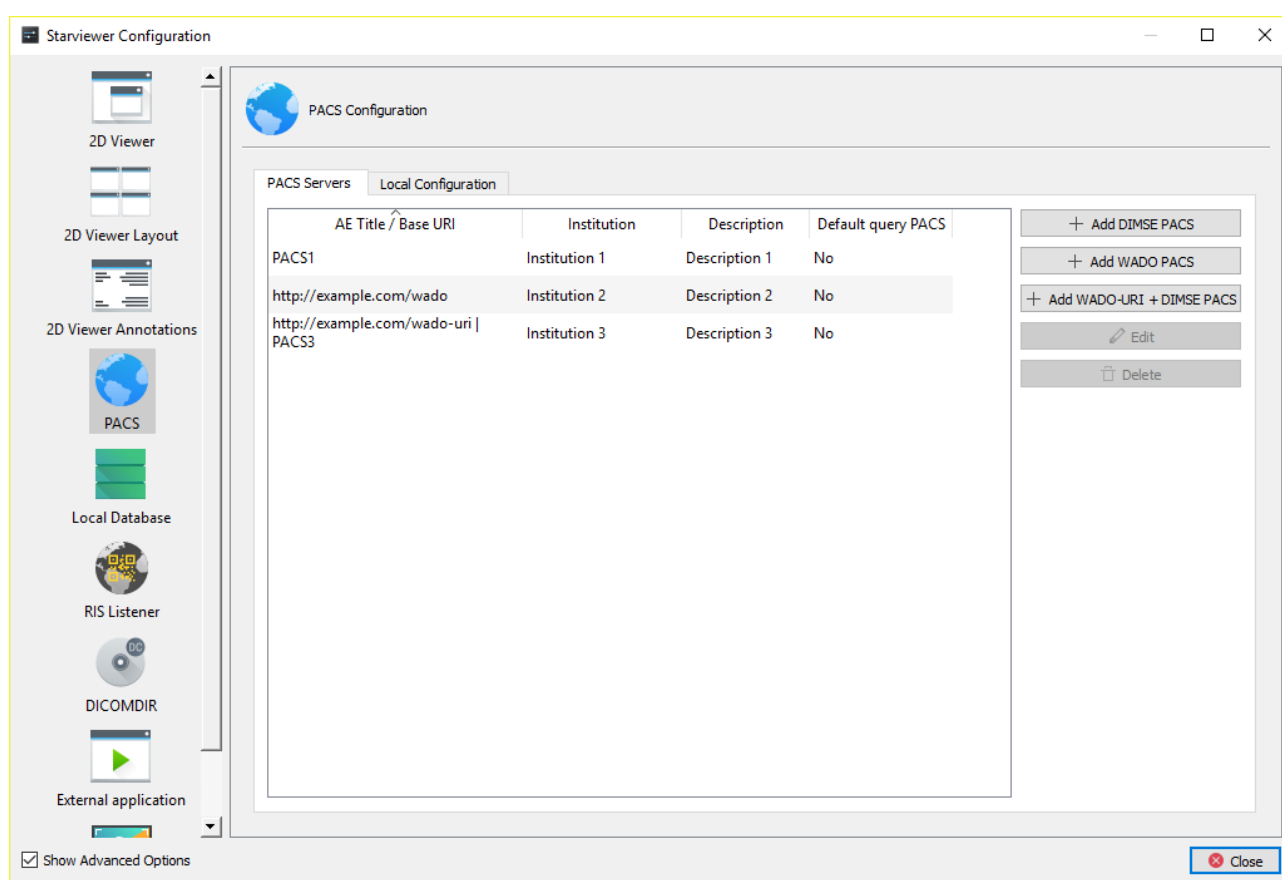 Starviewer Configuration
2D Viewer
2D Viewer Layout
2D Viewer Annotations
PACS
Local Database
RIS Listener
DC
DICOMDIR
External application
PACS Configuration
PACS Servers Local Configuration
AE Title / Base URI Institution Description Default query PACS
PACS1 Institution 1 Description 1 No
http://example.com/wado Institution 2 Description 2 No
http://example.com/wado-uri |
PACS3 Institution 3 Description 3 No
+ Add DIMSE PACS
+ Add WADO PACS
+ Add WADO-URI + DIMSE PACS
Edit
Delete
Show Advanced Options
Close